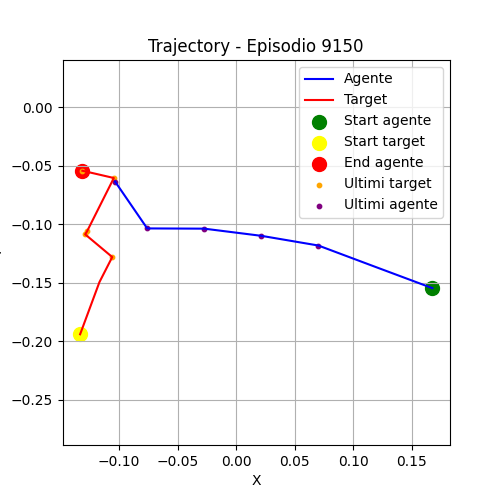 Trajectory - Episodio 9150
Agente
Target
Start agente
Start target
End agente
Ultimi target
Ultimi agente
0.00
−0.05
−0.10
−0.15
−0.20
−0.25
−0.10
−0.05
0.00
0.05
0.10
0.15
X